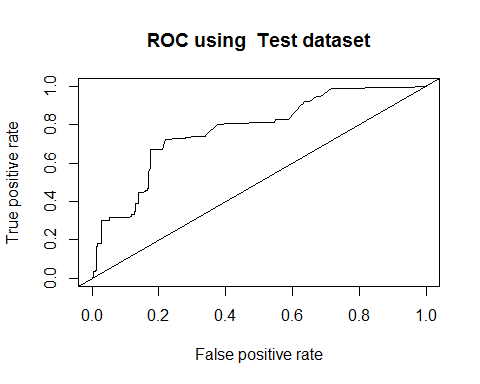 ROC using  Test dataset
True positive rate
1.0
0.8
0.6
0.4
0.2
0.0
0.0 0.2 0.4 0.6 0.8 1.0
False positive rate